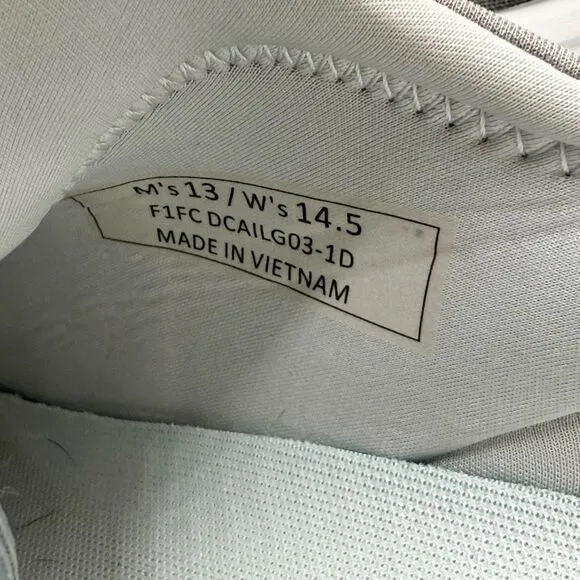 M's 13 / W's 14.5
F1FC DCAILG03-1D
MADE IN VIETNAM